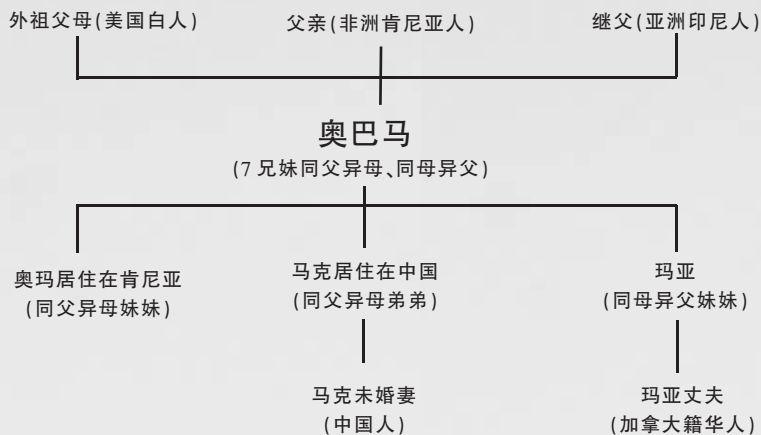 外祖父母(美国白人)
父亲(非洲肯尼亚人)
继父(亚洲印尼人)
奥巴马
(7兄妹同父异母、同母异父)
奥玛居住在肯尼亚
(同父异母妹妹)
马克居住在中国
(同父异母弟弟)
玛亚
(同母异父妹妹)
马克未婚妻
(中国人)
玛亚丈夫
(加拿大籍华人)